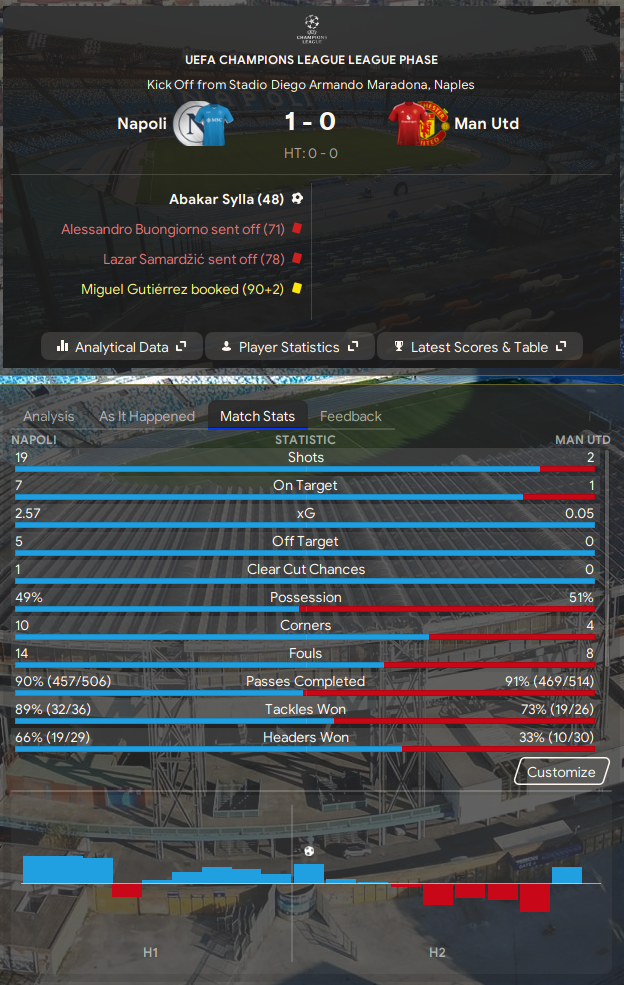 CHAMPIONS
LEAGUE
UEFA CHAMPIONS LEAGUE LEAGUE PHASE
Kick Off from Stadio Diego Armando Maradona, Naples
Napoli N 1 - 0 Man Utd
HT: 0 - 0
Abakar Sylla (48)
Alessandro Buongiorno sent off (71)
Lazar Samardžić sent off (78)
Miguel Gutiérrez booked (90+2)
Analytical Data Player Statistics Latest Scores & Table
Analysis As It Happened Match Stats Feedback
NAPOLI STATISTIC MAN UTD
19 Shots 2
7 On Target 1
2.57 xG 0.05
5 Off Target 0
1 Clear Cut Chances 0
49% Possession 51%
10 Corners 4
14 Fouls 8
90% (457/506) Passes Completed 91% (469/514)
89% (32/36) Tackles Won 73% (19/26)
66% (19/29) Headers Won 33% (10/30)
Customize
H1 H2